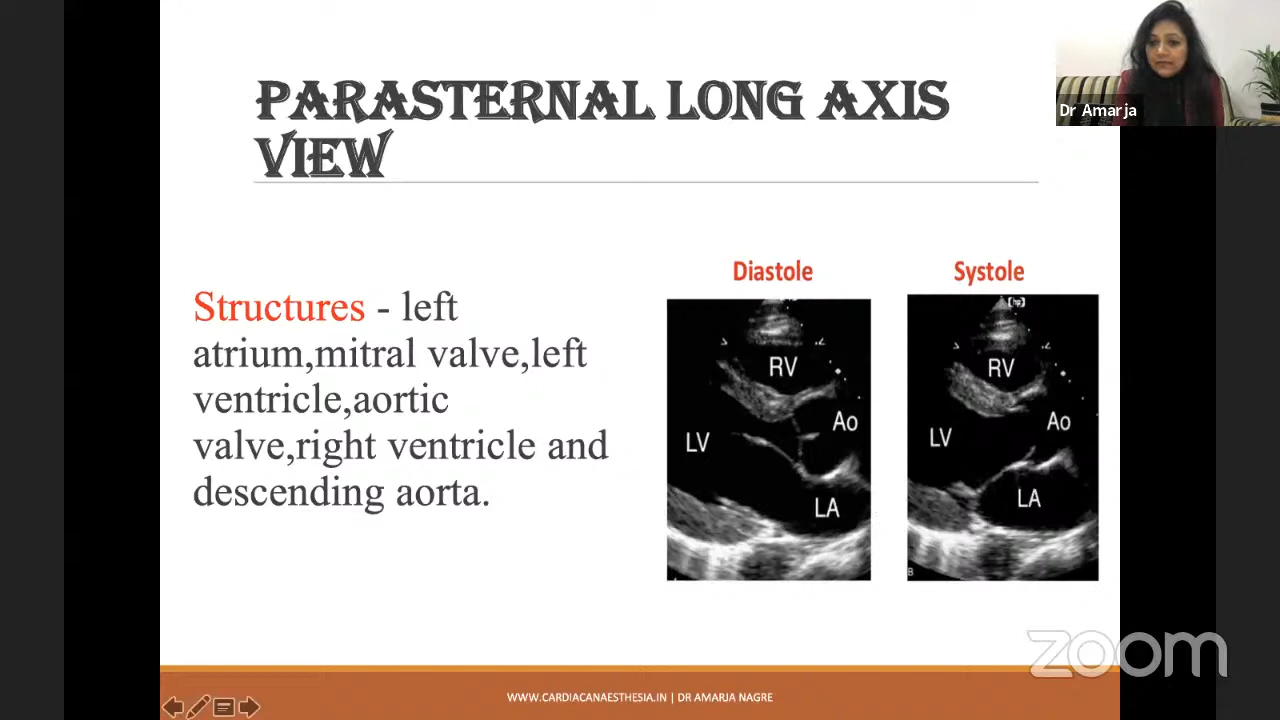 PARASTERNAL LONG AXIS
VIEW
Dr Amarja
Structures - left
atrium,mitral valve,left
ventricle,aortic
valve,right ventricle and
descending aorta.
Diastole
Systole
RV
LV
Ao
LA
hp
RV
LV
Ao
LA
B
zoom
WWW.CARDIACANAESTHESIA.IN | DR AMARJA NAGRE